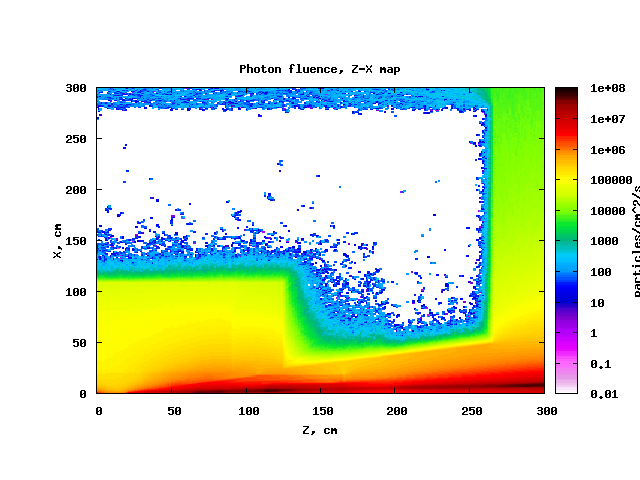 Photon fluence, Z-X map
300
250
200
150
100
50
0
X, cm
0 50 100 150 200 250 300
Z, cm
1e+08
1e+07
1e+06
100000
10000
1000
100
10
1
0.1
0.01
particles/cm^2/s